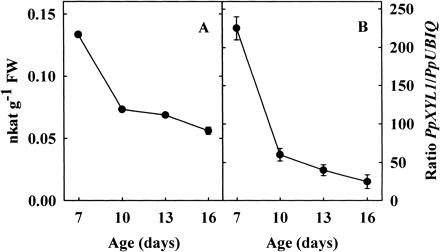 A
B
nkat g-1 FW
0.15
0.10
0.05
0.00
7 10 13 16
Age (days)
7 10 13 16
Age (days)
250
200
150
100
50
0
Ratio PpXYL1/PpUBIQ